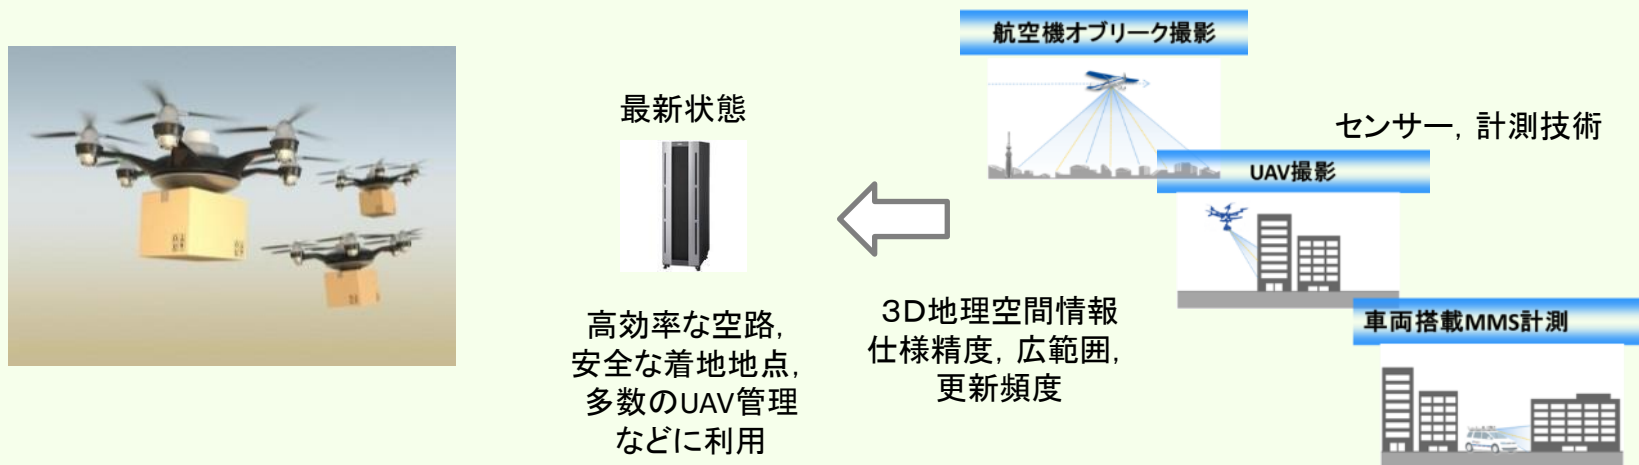 航空機オブリーク撮影
最新状態
センサー, 計測技術
UAV撮影
高効率な空路,
安全な着地地点,
多数のUAV管理
などに利用
3D地理空間情報
仕様精度, 広範囲,
更新頻度
車両搭載MMS計測